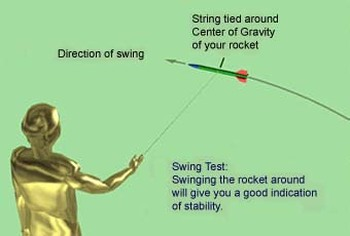 String tied around
Center of Gravity
of your rocket
Direction of swing
Swing Test:
Swinging the rocket around
will give you a good indication
of stability.